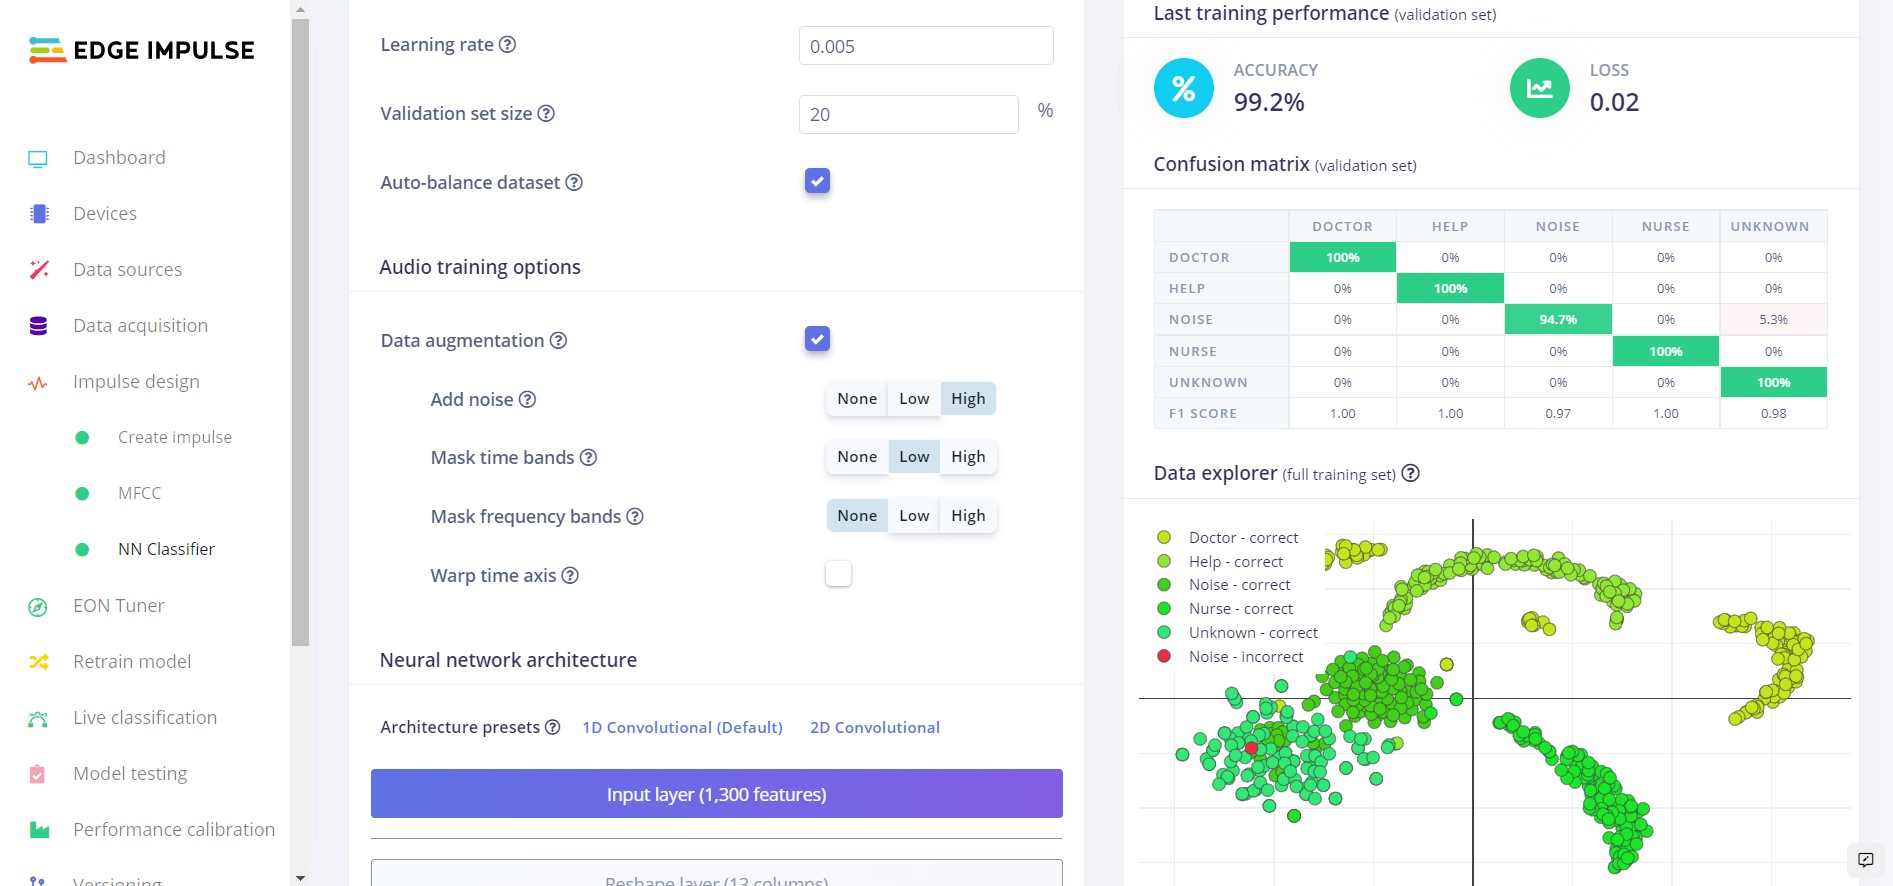 EDGE IMPULSE
Dashboard
Devices
Data sources
Data acquisition
Impulse design
Create impulse
MFCC
NN Classifier
EON Tuner
Retrain model
Live classification
Model testing
Performance calibration
Versioning
Learning rate
0.005
Validation set size
20 %
Auto-balance dataset
Audio training options
Data augmentation
Add noise None Low High
Mask time bands None Low High
Mask frequency bands None Low High
Warp time axis
Neural network architecture
Architecture presets 1D Convolutional (Default) 2D Convolutional
Input layer (1,300 features)
Reshape layer (13 columns)
Last training performance (validation set)
% ACCURACY
99.2%
LOSS
0.02
Confusion matrix (validation set)
DOCTOR HELP NOISE NURSE UNKNOWN
DOCTOR 100% 0% 0% 0% 0%
HELP 0% 100% 0% 0% 0%
NOISE 0% 0% 94.7% 0% 5.3%
NURSE 0% 0% 0% 100% 0%
UNKNOWN 0% 0% 0% 0% 100%
F1 SCORE 1.00 1.00 0.97 1.00 0.98
Data explorer (full training set)
Doctor - correct
Help - correct
Noise - correct
Nurse - correct
Unknown - correct
Noise - incorrect